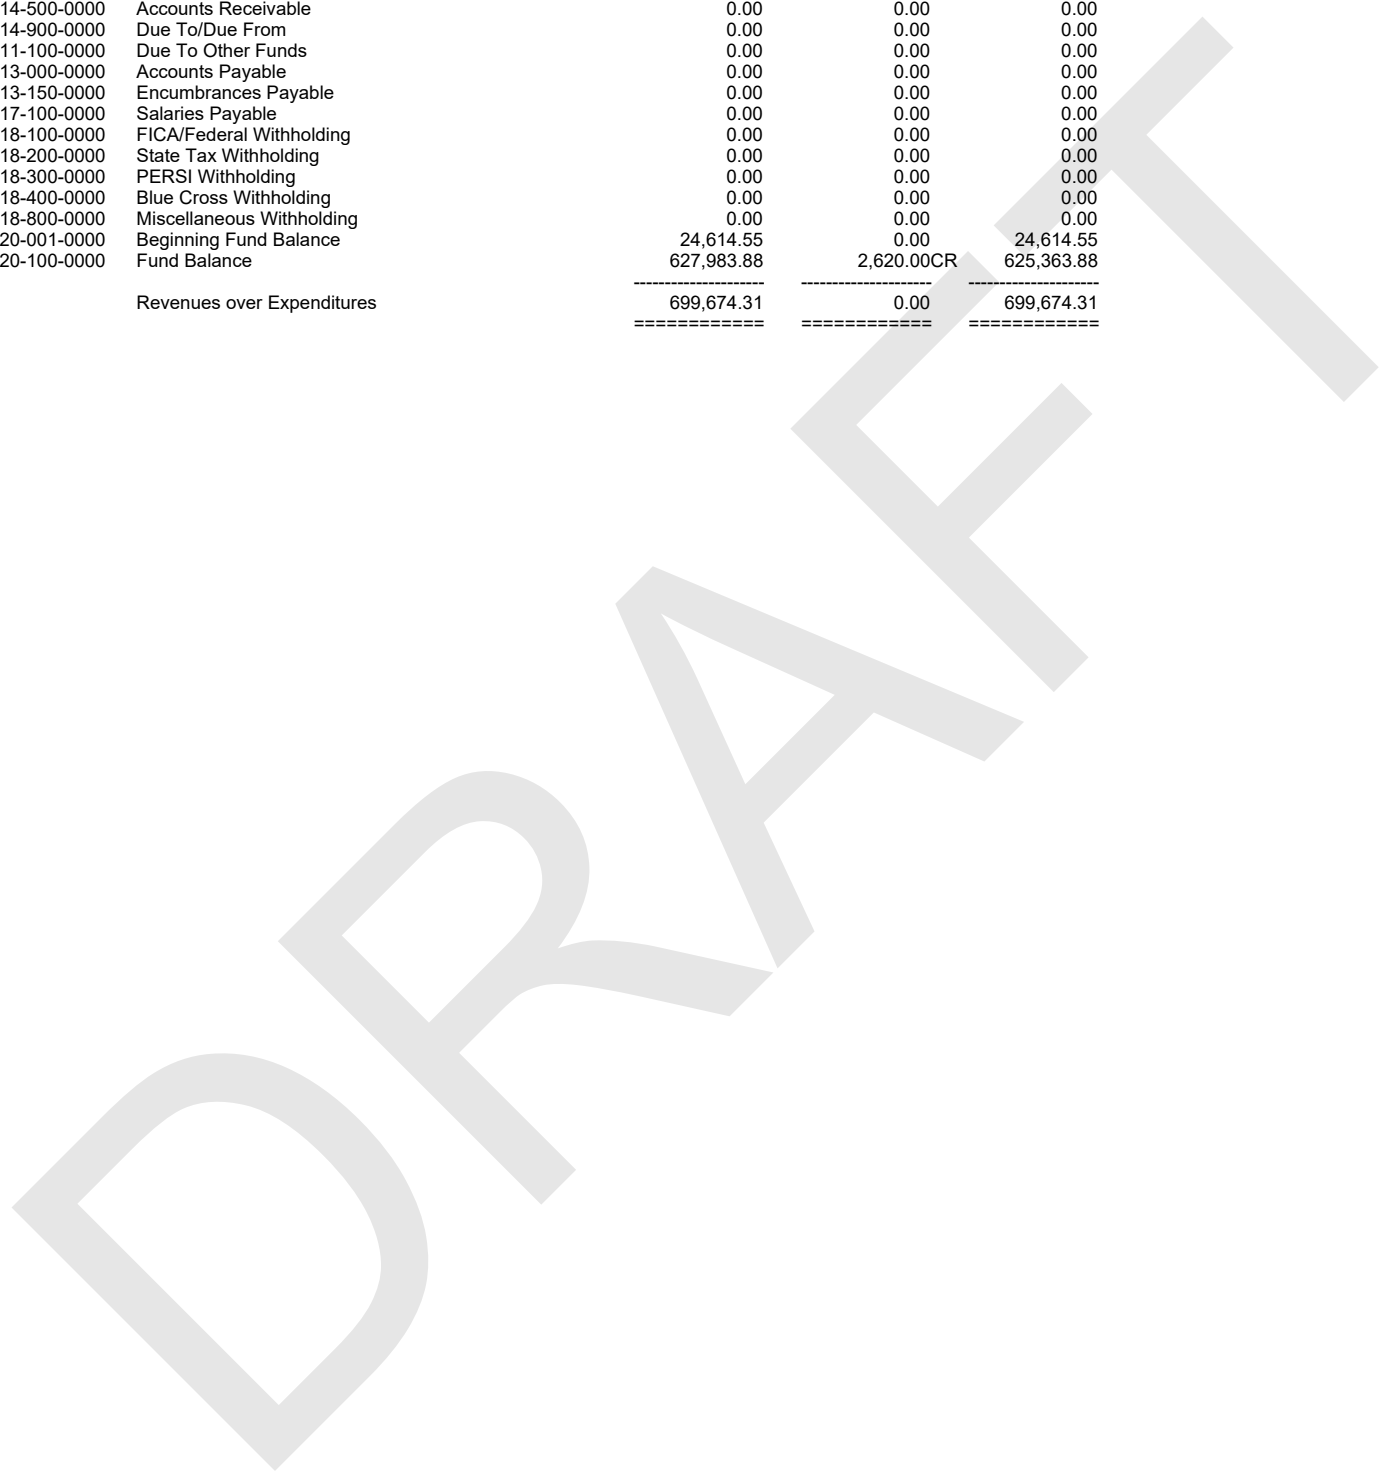 14-500-0000 Accounts Receivable 0.00 0.00 0.00
14-900-0000 Due To/Due From 0.00 0.00 0.00
11-100-0000 Due To Other Funds 0.00 0.00 0.00
13-000-0000 Accounts Payable 0.00 0.00 0.00
13-150-0000 Encumbrances Payable 0.00 0.00 0.00
17-100-0000 Salaries Payable 0.00 0.00 0.00
18-100-0000 FICA/Federal Withholding 0.00 0.00 0.00
18-200-0000 State Tax Withholding 0.00 0.00 0.00
18-300-0000 PERSI Withholding 0.00 0.00 0.00
18-400-0000 Blue Cross Withholding 0.00 0.00 0.00
18-800-0000 Miscellaneous Withholding 0.00 0.00 0.00
20-001-0000 Beginning Fund Balance 24,614.55 0.00 24,614.55
20-100-0000 Fund Balance 627,983.88 2,620.00CR 625,363.88
--------------------- --------------------- ---------------------
Revenues over Expenditures 699,674.31 0.00 699,674.31
============ ============ ============
DRAFT